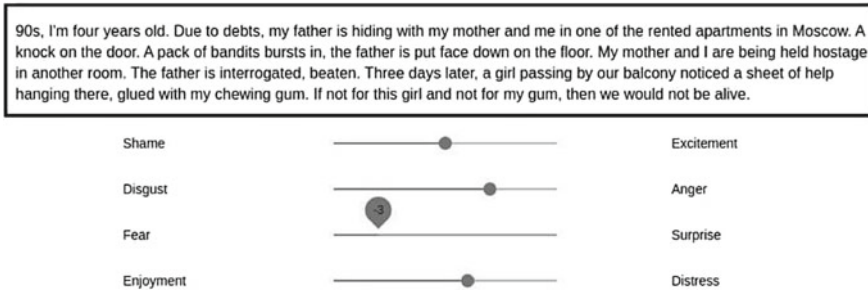 90s, I'm four years old. Due to debts, my father is hiding with my mother and me in one of the rented apartments in Moscow. A
knock on the door. A pack of bandits bursts in, the father is put face down on the floor. My mother and I are being held hostage
in another room. The father is interrogated, beaten. Three days later, a girl passing by our balcony noticed a sheet of help
hanging there, glued with my chewing gum. If not for this girl and not for my gum, then we would not be alive.
Shame Excitement
Disgust Anger
-3
Fear Surprise
Enjoyment Distress